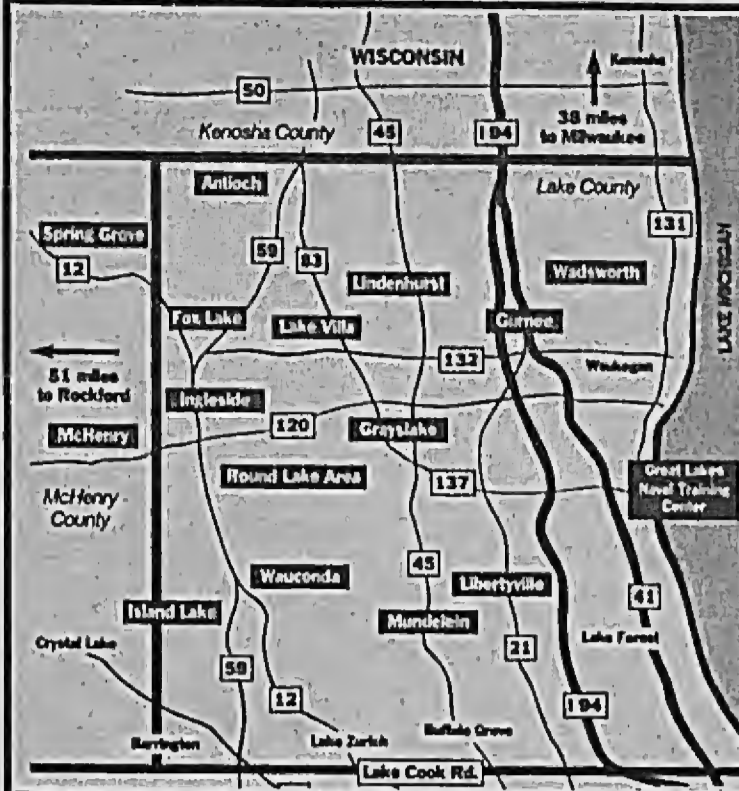 WISCONSIN
Kenosha
50
38 miles
to Milwaukee
Kenosha County
45
I 94
Antioch
Lake County
Spring Grove
131
12
59
83
Lindenhurst
Wadsworth
LAKE MICHIGAN
Fox Lake
Lake Villa
Gurnee
51 miles
to Rockford
132
Waukegan
Ingleside
120
McHenry
Grayslake
Round Lake Area
137
Great Lakes
Naval Training
Center
McHenry
County
Wauconda
45
Libertyville
Island Lake
41
Mundelein
Crystal Lake
21
Lake Forest
59
12
I 94
Buffalo Grove
Barrington
Lake Zurich
Lake Cook Rd.